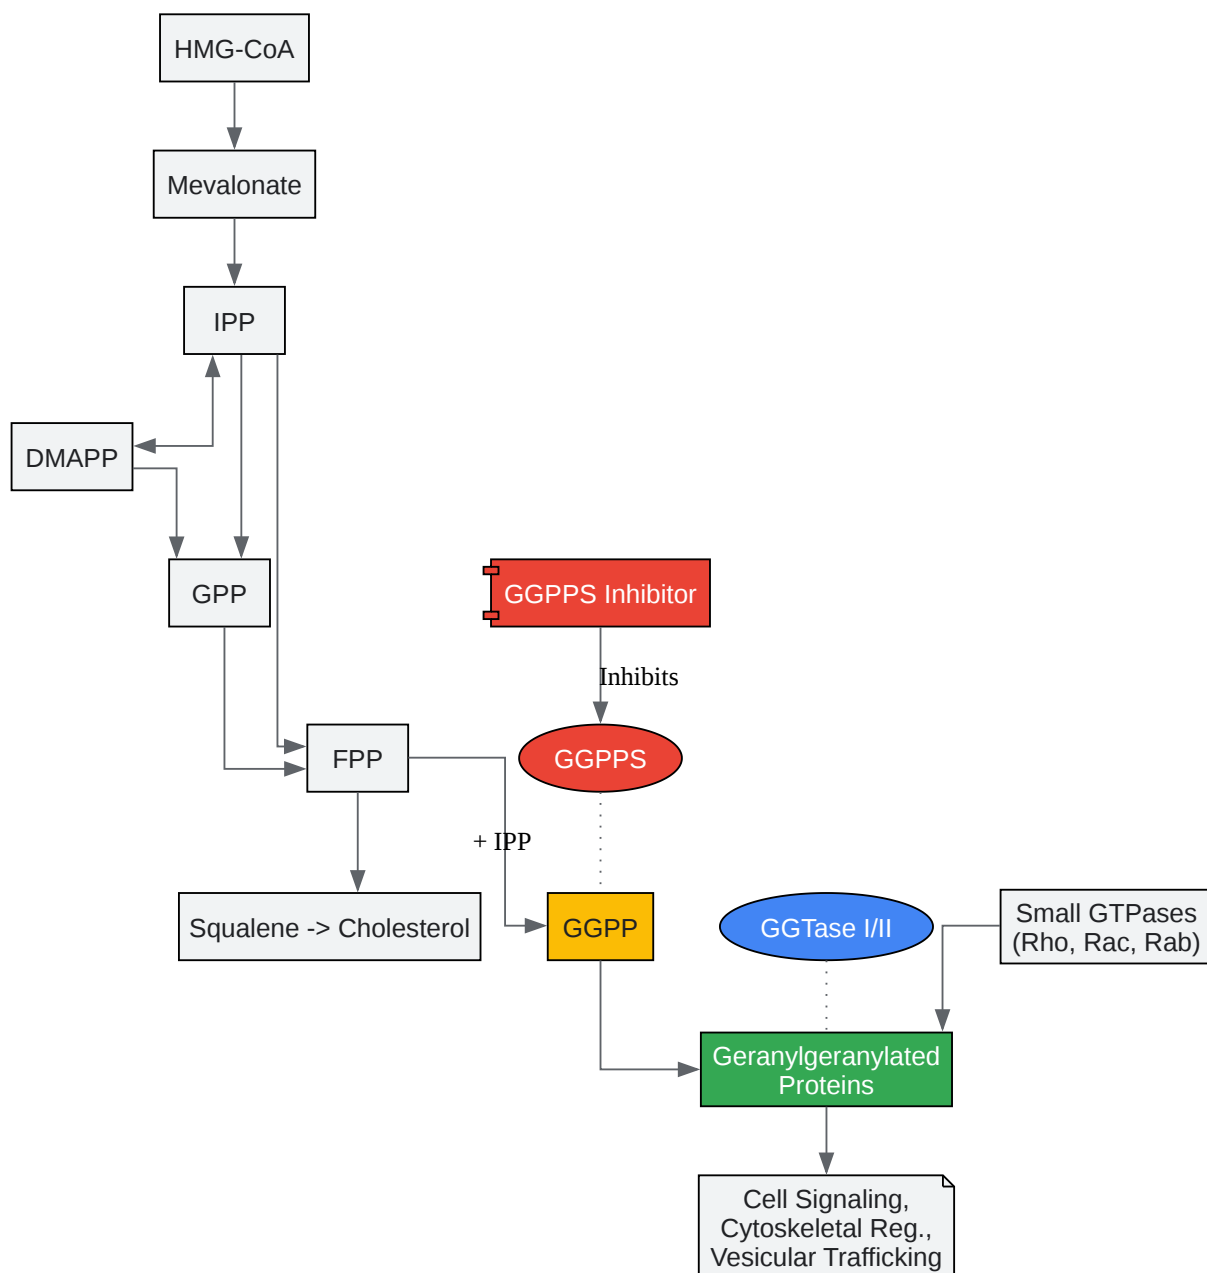 HMG-CoA
Mevalonate
IPP
DMAPP
GPP
GGPPS Inhibitor
Inhibits
FPP
GGPPS
+ IPP
Squalene -> Cholesterol
GGPP
GGTase I/II
Small GTPases
(Rho, Rac, Rab)
Geranylgeranylated
Proteins
Cell Signaling,
Cytoskeletal Reg.,
Vesicular Trafficking